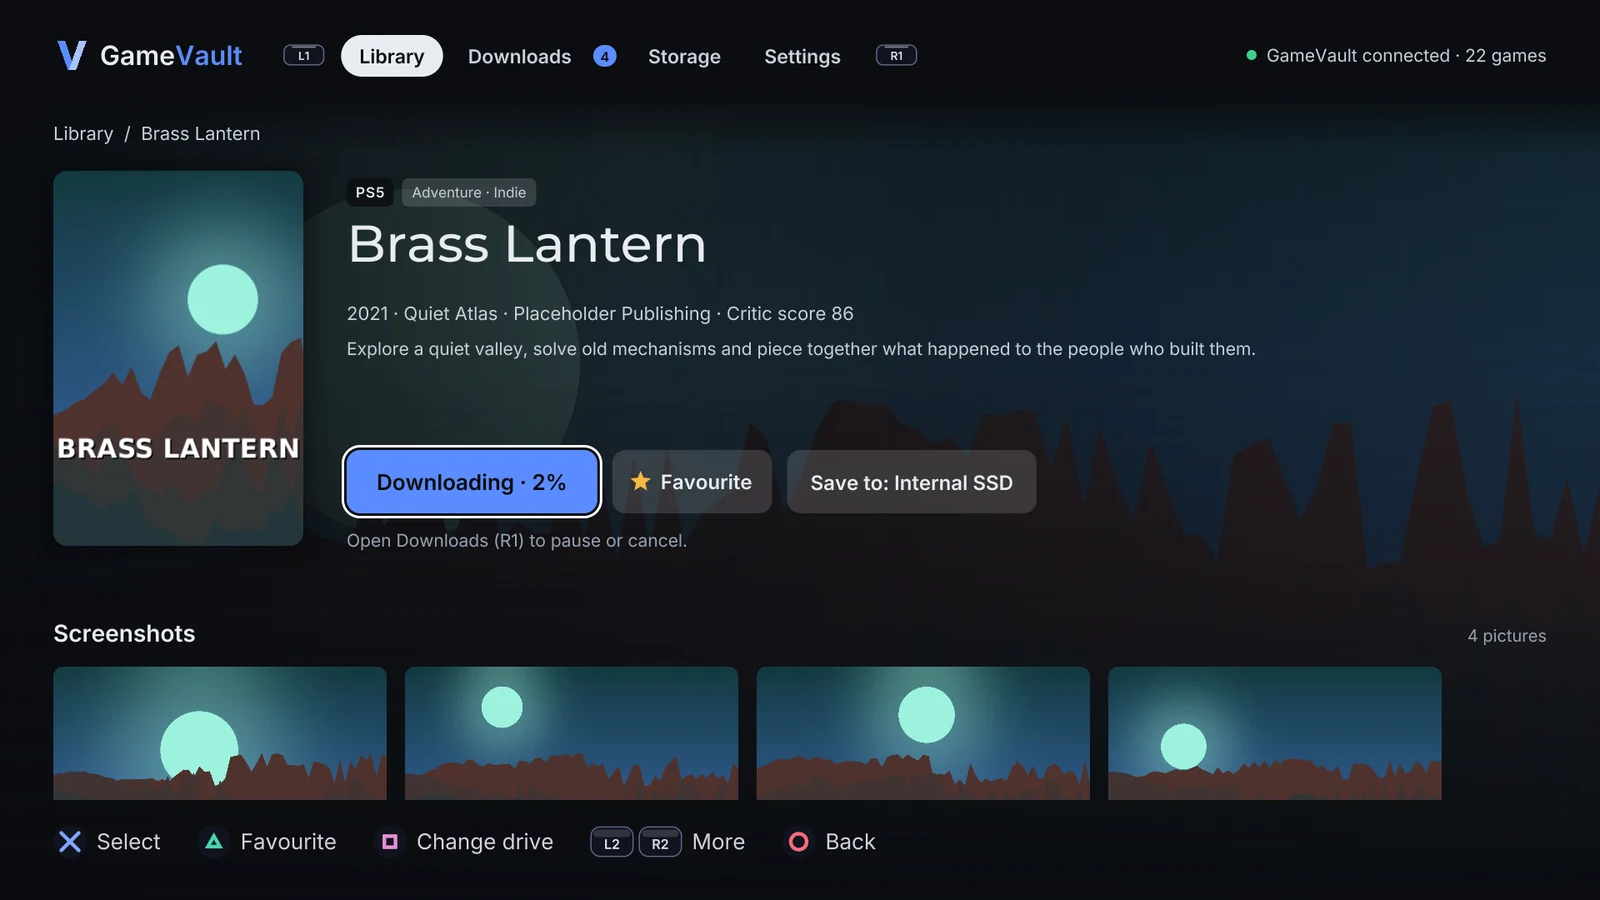 GameVault
L1
Library
Downloads 4
Storage
Settings
R1
GameVault connected · 22 games
Library / Brass Lantern
BRASS LANTERN
PS5
Adventure · Indie
Brass Lantern
2021 · Quiet Atlas · Placeholder Publishing · Critic score 86
Explore a quiet valley, solve old mechanisms and piece together what happened to the people who built them.
Downloading · 2%
Favourite
Save to: Internal SSD
Open Downloads (R1) to pause or cancel.
Screenshots
4 pictures
Select
Favourite
Change drive
L2 R2 More
Back